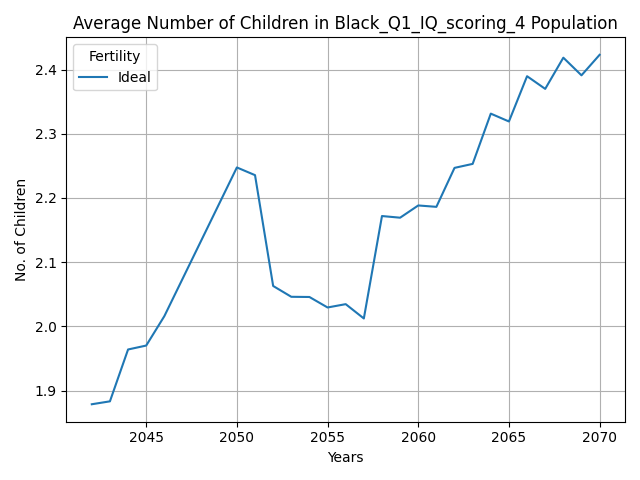 Average Number of Children in Black_Q1_IQ_scoring_4 Population
Fertility
Ideal
No. of Children
2.4
2.3
2.2
2.1
2.0
1.9
2045 2050 2055 2060 2065 2070
Years